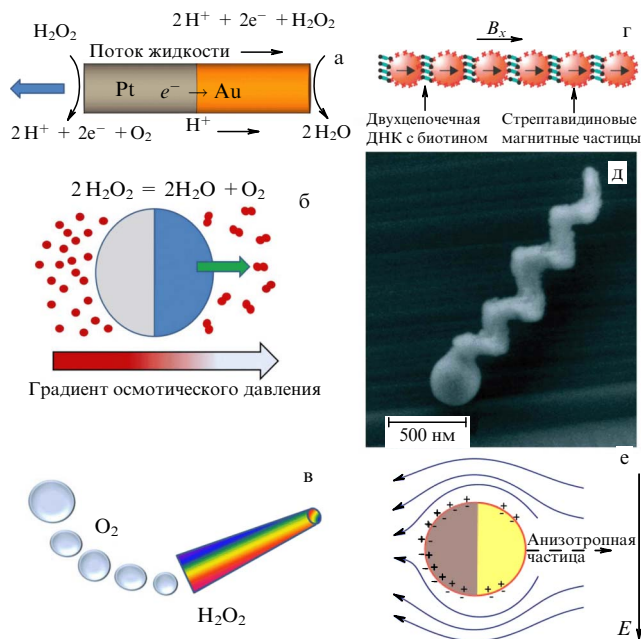 2 H⁺ + 2e⁻ + H₂O₂
H₂O₂
Поток жидкости
а
Pt
e⁻ → Au
H⁺
2 H⁺ + 2e⁻ + O₂
2 H₂O
2 H₂O₂ = 2H₂O + O₂
б
Градиент осмотического давления
в
O₂
H₂O₂
Bₓ
г
Двухцепочечная
ДНК с биотином
Стрептавидиновые
магнитные частицы
д
500 нм
е
Анизотропная
частица
E